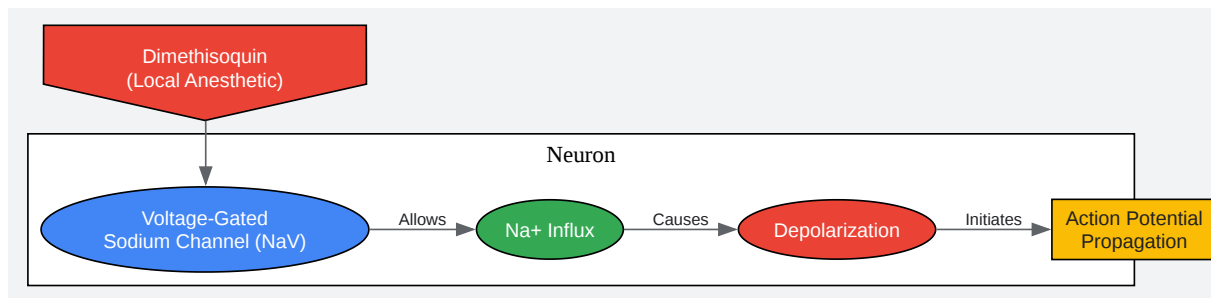 Dimethisoquin
(Local Anesthetic)
Neuron
Voltage-Gated
Sodium Channel (NaV)
Allows
Na+ Influx
Causes
Depolarization
Initiates
Action Potential
Propagation